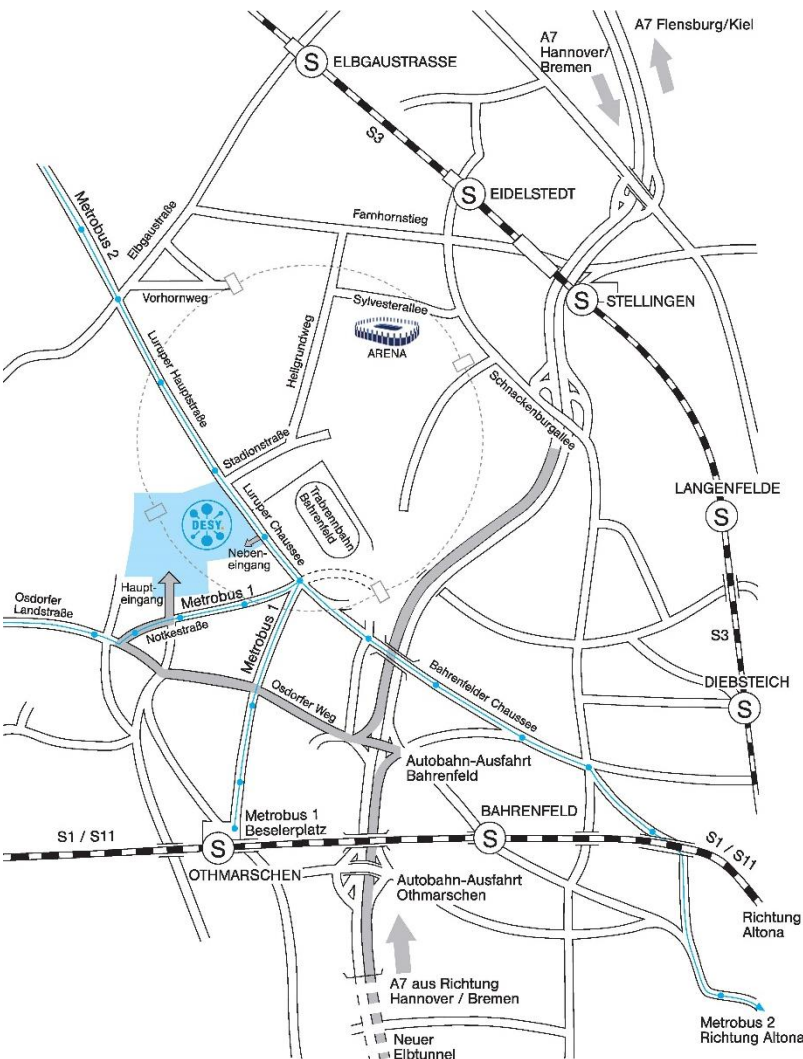 A7 Flensburg/Kiel
A7
Hannover/
Bremen
S
ELBGAUSTRASSE
S3
S
EIDELSTEDT
Metrobus 2
Elbgaustraße
Farnhornstieg
S
STELLINGEN
Vorhornweg
Sylvesterallee
ARENA
Luruper Hauptstraße
Hellgrundweg
Schnackenburgallee
Stadionstraße
LANGENFELDE
S
DESY
Luruper Chaussee
Trabrennbahn
Bahrenfeld
Neben-
eingang
Haupt-
eingang
Osdorfer
Landstraße
Metrobus 1
Notkestraße
Metrobus 1
S3
Bahrenfelder Chaussee
DIEBSTEICH
S
Osdorfer Weg
Autobahn-Ausfahrt
Bahrenfeld
Metrobus 1
Beselerplatz
BAHRENFELD
S
S1 / S11
S
OTHMARSCHEN
S1 / S11
Autobahn-Ausfahrt
Othmarschen
Richtung
Altona
A7 aus Richtung
Hannover / Bremen
Metrobus 2
Richtung Altona
Neuer
Elbtunnel